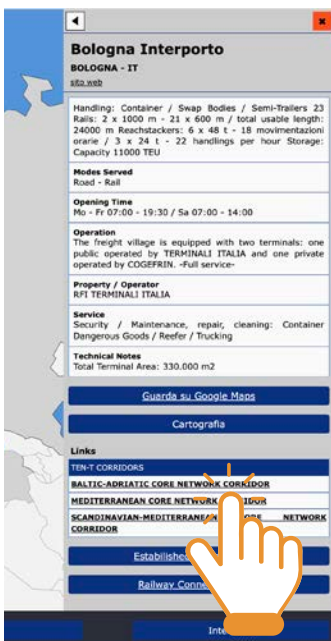 Bologna Interporto
BOLOGNA - IT
sito web
Handling: Container / Swap Bodies / Semi-Trailers 23
Rails: 2 x 1000 m - 21 x 600 m / total usable length:
24000 m Reachstackers: 6 x 48 t - 18 movimentazioni
orarie / 3 x 24 t - 22 handlings per hour Storage:
Capacity 11000 TEU
Modes Served
Road - Rail
Opening Time
Mo - Fr 07:00 - 19:30 / Sa 07:00 - 14:00
Operation
The freight village is equipped with two terminals: one
public operated by TERMINALI ITALIA and one private
operated by COGEFRIN. -Full service-
Property / Operator
RFI TERMINALI ITALIA
Service
Security / Maintenance, repair, cleaning: Container
Dangerous Goods / Reefer / Trucking
Technical Notes
Total Terminal Area: 330.000 m2
Guarda su Google Maps
Cartografia
Links
TEN-T CORRIDORS
BALTIC-ADRIATIC CORE NETWORK CORRIDOR
MEDITERRANEAN CORE NETWORK CORRIDOR
SCANDINAVIAN-MEDITERRANEAN CORE NETWORK
CORRIDOR
Established
Railway